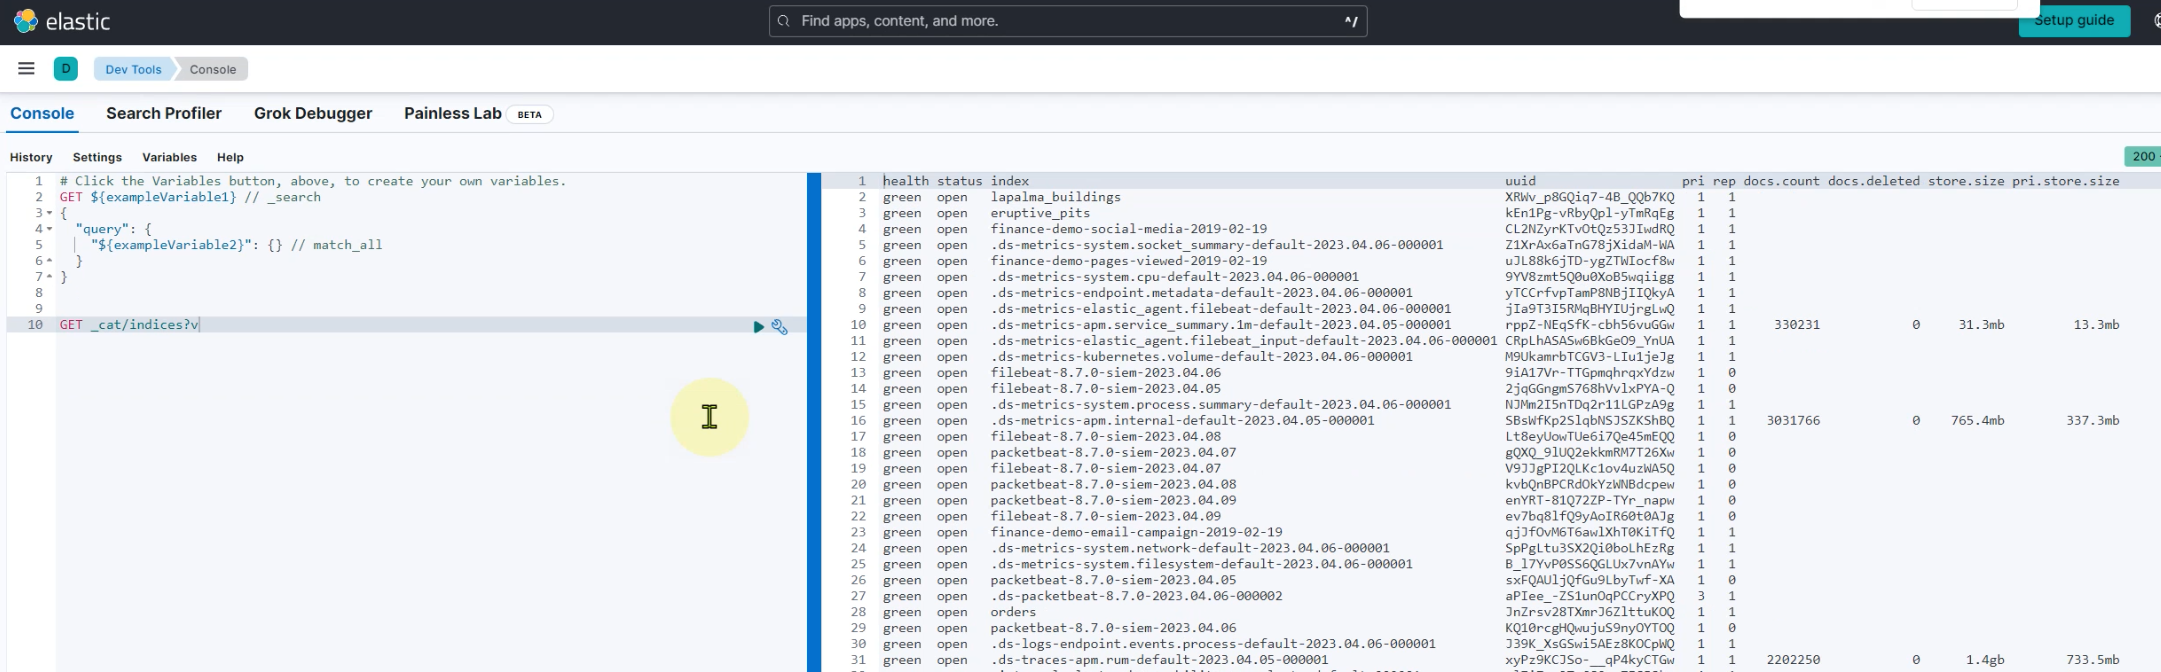 elastic
Find apps, content, and more.
^/
Setup guide
D
Dev Tools
Console
Console
Search Profiler
Grok Debugger
Painless Lab
BETA
History
Settings
Variables
Help
200
1 # Click the Variables button, above, to create your own variables.
2 GET ${exampleVariable1} // _search
3 {
4 "query": {
5 "${exampleVariable2}": {} // match_all
6 }
7 }
8
9
10 GET _cat/indices?v
1 health status index uuid pri rep docs.count docs.deleted store.size pri.store.size
2 green open lapalma_buildings XRWv_p8GQiq7-4B_QQb7KQ 1 1
3 green open eruptive_pits kEn1Pg-vRbyQpl-yTmRqEg 1 1
4 green open finance-demo-social-media-2019-02-19 CL2NZyrKTvOtQz53JIwdRQ 1 1
5 green open .ds-metrics-system.socket_summary-default-2023.04.06-000001 Z1XrAx6aTnG78jXidaM-WA 1 1
6 green open finance-demo-pages-viewed-2019-02-19 uJL88k6jTD-ygZTWIocf8w 1 1
7 green open .ds-metrics-system.cpu-default-2023.04.06-000001 9YV8zmt5Q0u0XoB5wqiigg 1 1
8 green open .ds-metrics-endpoint.metadata-default-2023.04.06-000001 yTCCrfvpTamP8NBjIIQkyA 1 1
9 green open .ds-metrics-elastic_agent.filebeat-default-2023.04.06-000001 jIa9T3I5RMqBHYIUjrgLwQ 1 1
10 green open .ds-metrics-apm.service_summary.1m-default-2023.04.05-000001 rppZ-NEqSfK-cbh56vuGGw 1 1 330231 0 31.3mb 13.3mb
11 green open .ds-metrics-elastic_agent.filebeat_input-default-2023.04.06-000001 CRpLhASASw6BkGeO9_YnUA 1 1
12 green open .ds-metrics-kubernetes.volume-default-2023.04.06-000001 M9UkamrbTCGV3-LIu1jeJg 1 1
13 green open filebeat-8.7.0-siem-2023.04.06 9iA17Vr-TTGpmqhrqxYdzw 1 0
14 green open filebeat-8.7.0-siem-2023.04.05 2jqGGngmS768hVvlxPYA-Q 1 0
15 green open .ds-metrics-system.process.summary-default-2023.04.06-000001 NJMm2I5nTDq2r11LGPzA9g 1 1
16 green open .ds-metrics-apm.internal-default-2023.04.05-000001 SBsWfKp2SlqbNSJSZKShBQ 1 1 3031766 0 765.4mb 337.3mb
17 green open filebeat-8.7.0-siem-2023.04.08 Lt8eyUowTUe6i7Qe45mEQQ 1 0
18 green open packetbeat-8.7.0-siem-2023.04.07 gQXQ_9lUQ2ekkmRM7T26Xw 1 0
19 green open filebeat-8.7.0-siem-2023.04.07 V9JJgPI2QLKc1ov4uzWA5Q 1 0
20 green open packetbeat-8.7.0-siem-2023.04.08 kvbQnBPCRdOkYzWNBdcpew 1 0
21 green open packetbeat-8.7.0-siem-2023.04.09 enYRT-81Q72ZP-TYr_napw 1 0
22 green open filebeat-8.7.0-siem-2023.04.09 ev7bq8lfQ9yAoIR60t0AJg 1 0
23 green open finance-demo-email-campaign-2019-02-19 qjJfOvM6T6awlXhT0KiTfQ 1 1
24 green open .ds-metrics-system.network-default-2023.04.06-000001 SpPgLtu3SX2Qi0boLhEzRg 1 1
25 green open .ds-metrics-system.filesystem-default-2023.04.06-000001 B_l7YvP0SS6QGLUx7vnAYw 1 1
26 green open packetbeat-8.7.0-siem-2023.04.05 sxFQAUljQfGu9LbyTwf-XA 1 0
27 green open .ds-packetbeat-8.7.0-2023.04.06-000002 aPIee_-ZS1unOqPCCryXPQ 3 1
28 green open orders JnZrsv28TXmrJ6ZlttuKOQ 1 1
29 green open packetbeat-8.7.0-siem-2023.04.06 KQ10rcgHQwujuS9nyOYTOQ 1 0
30 green open .ds-logs-endpoint.events.process-default-2023.04.06-000001 J39K_XsGSwi5AEz8KOCpWQ 1 1
31 green open .ds-traces-apm.rum-default-2023.04.05-000001 xyPz9KCJSo-__qP4kyCTGw 1 1 2202250 0 1.4gb 733.5mb